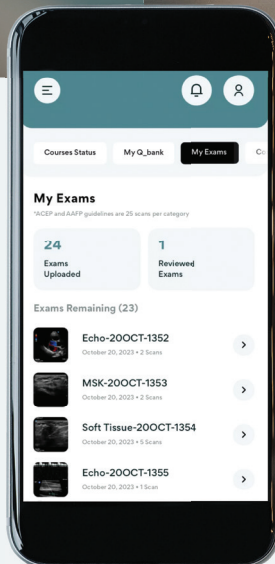 Courses Status My Q_bank My Exams Co
My Exams
*ACEP and AAFP guidelines are 25 scans per category
24 1
Exams Reviewed
Uploaded Exams
Exams Remaining (23)
Echo-20OCT-1352
October 20, 2023 • 2 Scans
MSK-20OCT-1353
October 20, 2023 • 2 Scans
Soft Tissue-20OCT-1354
October 20, 2023 • 5 Scans
Echo-20OCT-1355
October 20, 2023 • 1 Scan